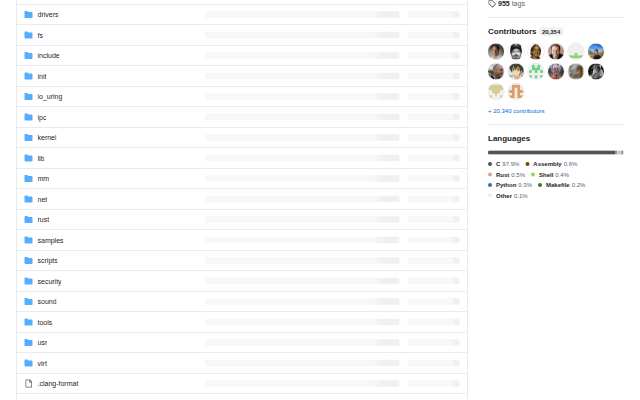 drivers
fs
include
init
io_uring
ipc
kernel
lib
mm
net
rust
samples
scripts
security
sound
tools
usr
virt
.clang-format
955 tags
Contributors 20,354
+ 20,340 contributors
Languages
C 97.9% Assembly 0.6%
Rust 0.5% Shell 0.4%
Python 0.3% Makefile 0.2%
Other 0.1%